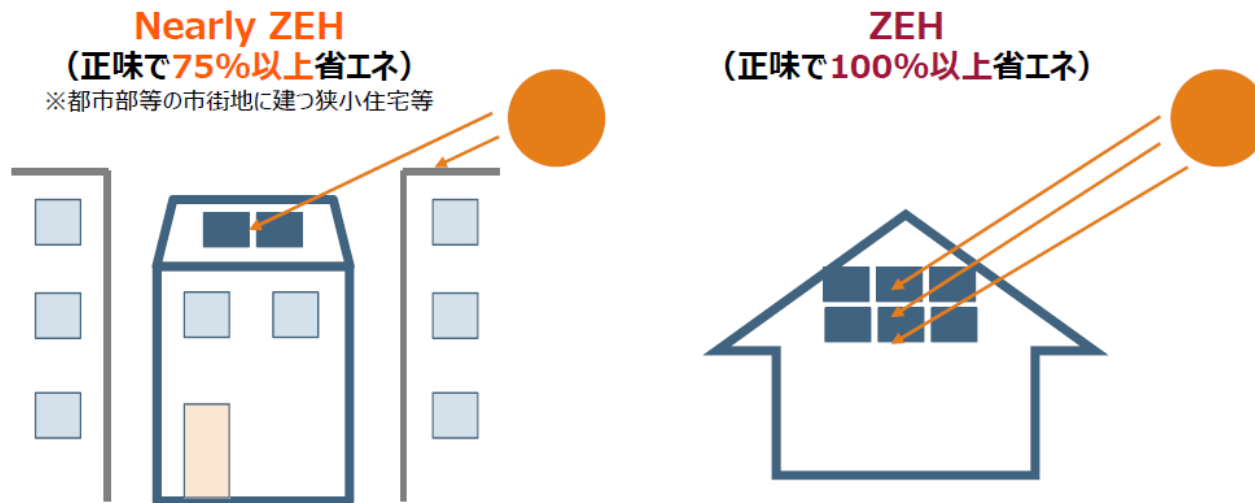 Nearly ZEH
（正味で75%以上省エネ）
※都市部等の市街地に建つ狭小住宅等
ZEH
（正味で100%以上省エネ）